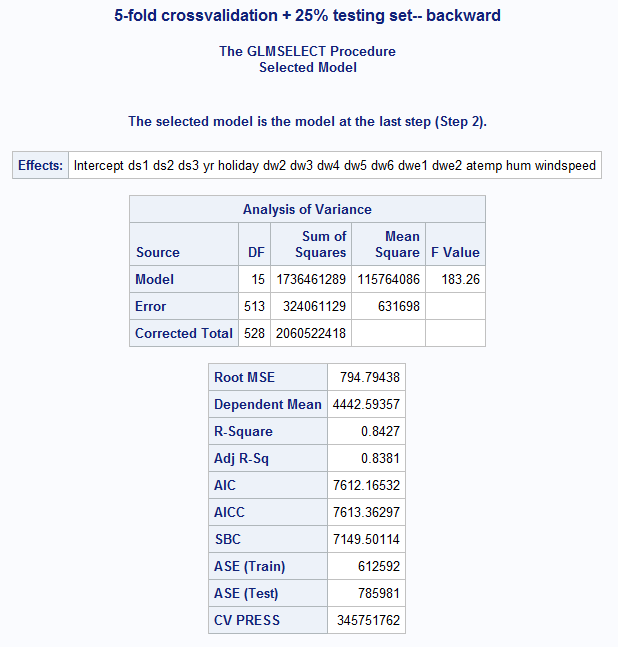 5-fold crossvalidation + 25% testing set-- backward
The GLMSELECT Procedure
Selected Model
The selected model is the model at the last step (Step 2).
Effects: Intercept ds1 ds2 ds3 yr holiday dw2 dw3 dw4 dw5 dw6 dwe1 dwe2 atemp hum windspeed
Analysis of Variance
Source DF Sum of Squares Mean Square F Value
Model 15 1736461289 115764086 183.26
Error 513 324061129 631698
Corrected Total 528 2060522418
Root MSE 794.79438
Dependent Mean 4442.59357
R-Square 0.8427
Adj R-Sq 0.8381
AIC 7612.16532
AICC 7613.36297
SBC 7149.50114
ASE (Train) 612592
ASE (Test) 785981
CV PRESS 345751762